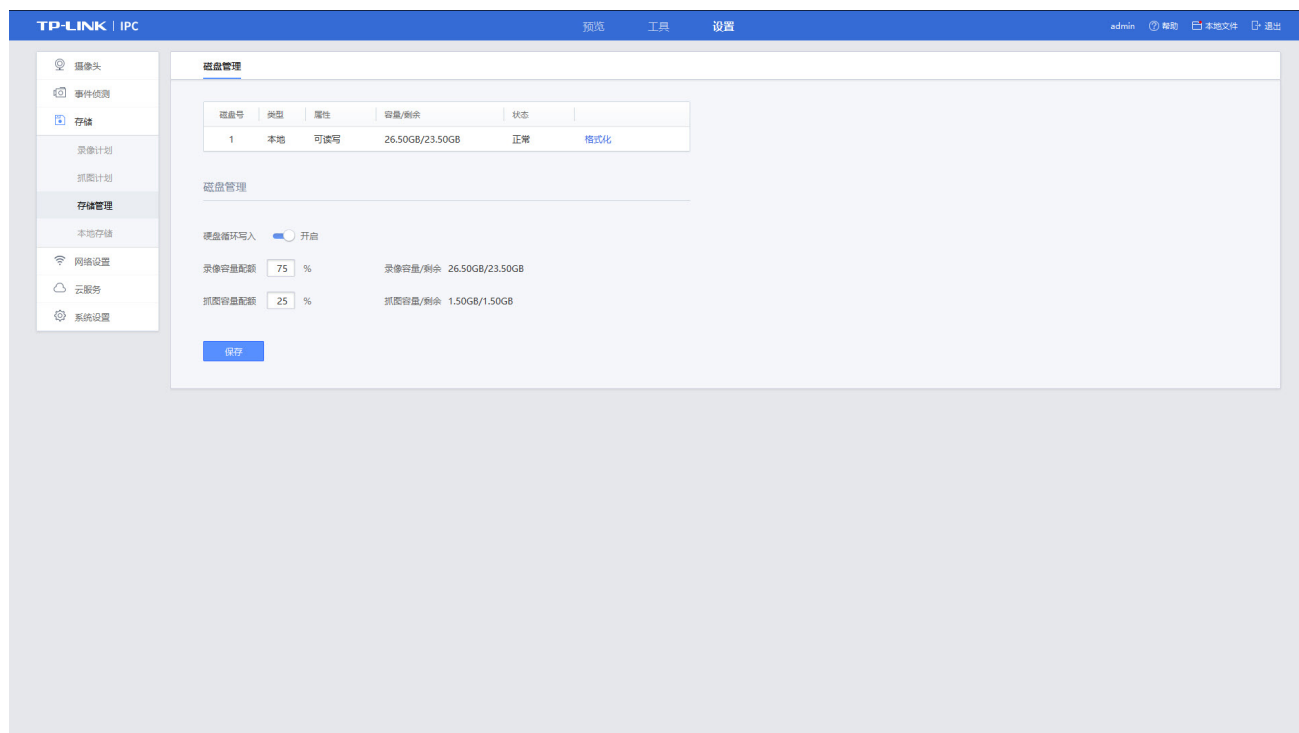 TP-LINK | IPC 预览 工具 设置 admin 帮助 本地文件 退出
摄像头
事件侦测
存储
录像计划
抓图计划
存储管理
本地存储
网络设置
云服务
系统设置
磁盘管理
磁盘号 类型 属性 容量/剩余 状态
1 本地 可读写 26.50GB/23.50GB 正常 格式化
磁盘管理
硬盘循环写入 开启
录像容量配额 75 % 录像容量/剩余 26.50GB/23.50GB
抓图容量配额 25 % 抓图容量/剩余 1.50GB/1.50GB
保存